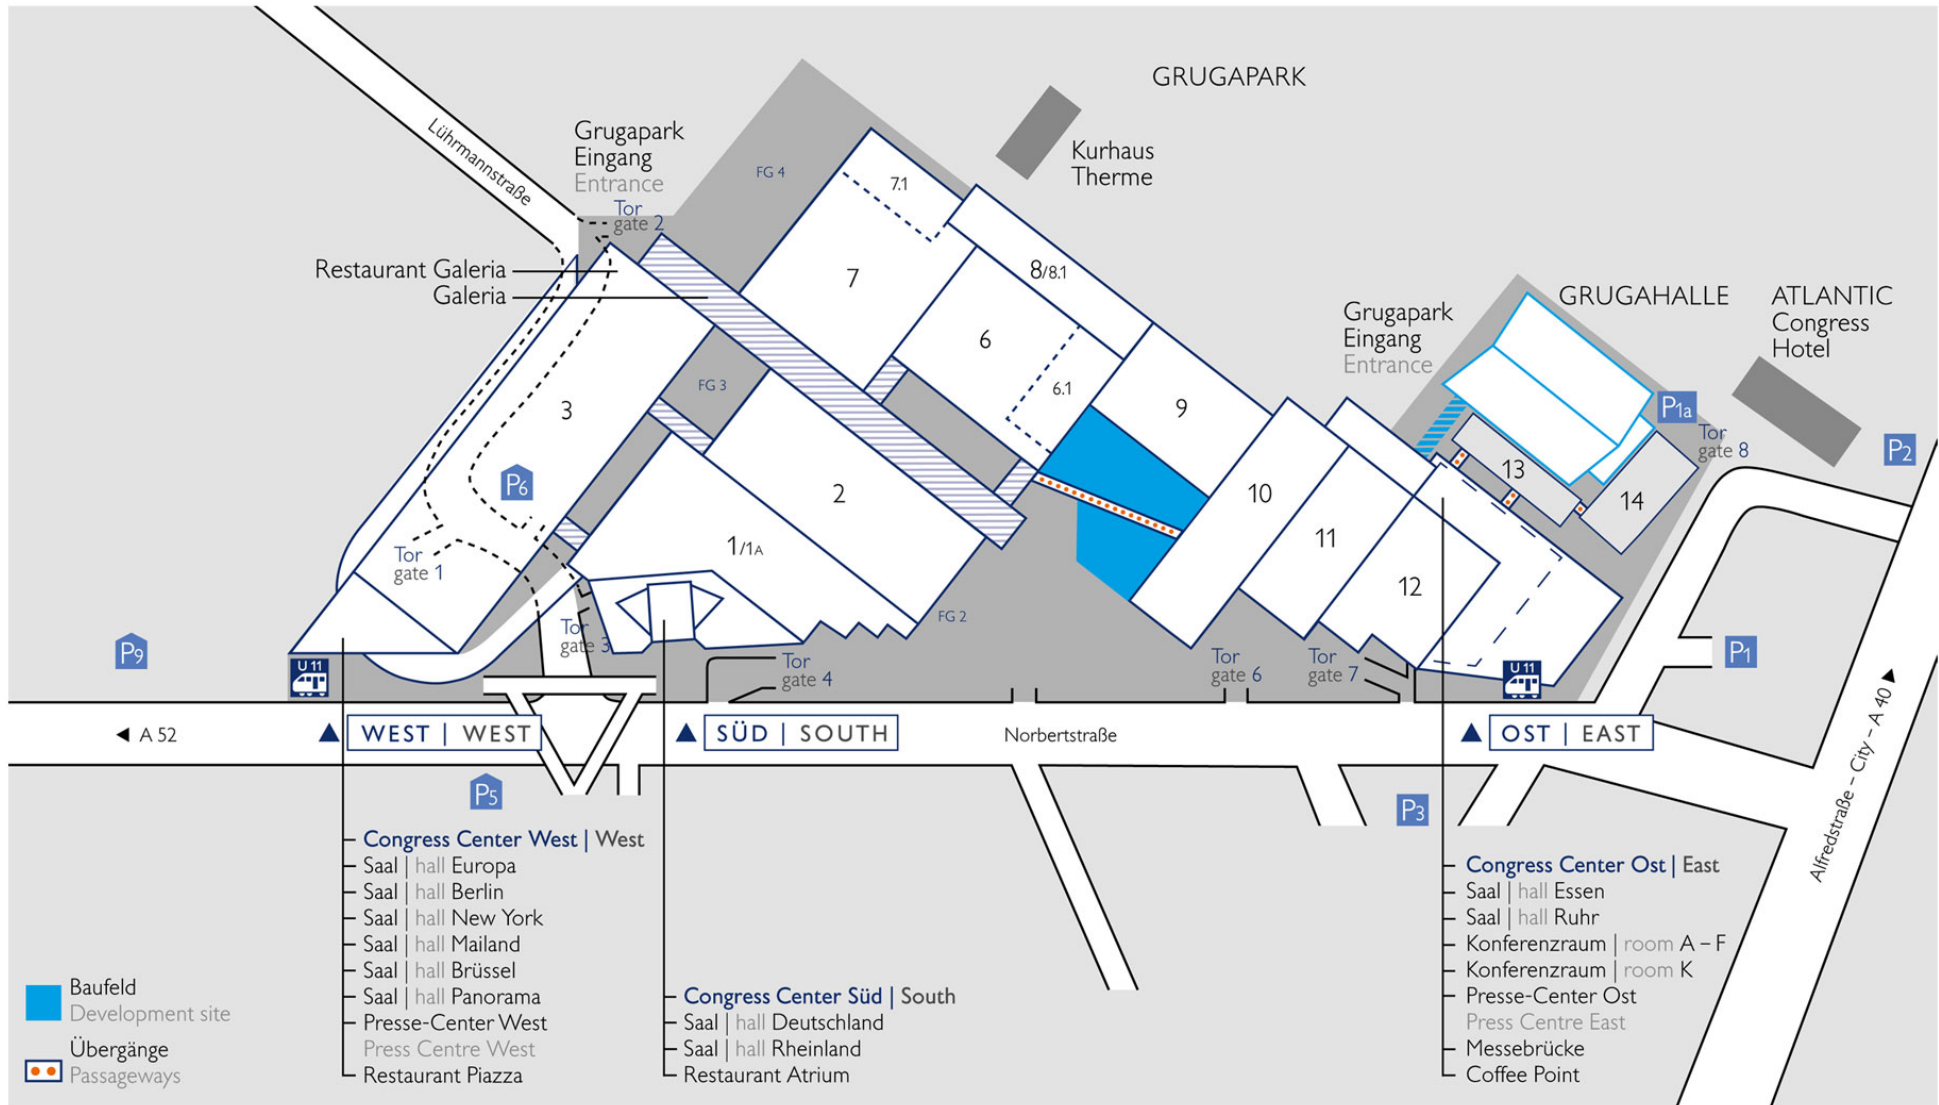 GRUGAPARK
Grugapark
Eingang
Entrance
Kurhaus
Therme
Lührmannstraße
FG 4
7.1
Tor
gate 2
Restaurant Galeria
Galeria
7
8/8.1
6
6.1
FG 3
3
9
GRUGAHALLE
ATLANTIC
Congress
Hotel
Grugapark
Eingang
Entrance
P1a
Tor
gate 8
P2
P6
2
1/1A
10
11
12
13
14
Tor
gate 1
Tor
gate 3
FG 2
Tor
gate 4
Tor
gate 6
Tor
gate 7
P9
U 11
U 11
P1
A 52
WEST | WEST
SÜD | SOUTH
Norbertstraße
OST | EAST
Alfredstraße – City – A 40
P5
P3
Congress Center West | West
Saal | hall Europa
Saal | hall Berlin
Saal | hall New York
Saal | hall Mailand
Saal | hall Brüssel
Saal | hall Panorama
Presse-Center West
Press Centre West
Restaurant Piazza
Congress Center Süd | South
Saal | hall Deutschland
Saal | hall Rheinland
Restaurant Atrium
Congress Center Ost | East
Saal | hall Essen
Saal | hall Ruhr
Konferenzraum | room A – F
Konferenzraum | room K
Presse-Center Ost
Press Centre East
Messebrücke
Coffee Point
Baufeld
Development site
Übergänge
Passageways